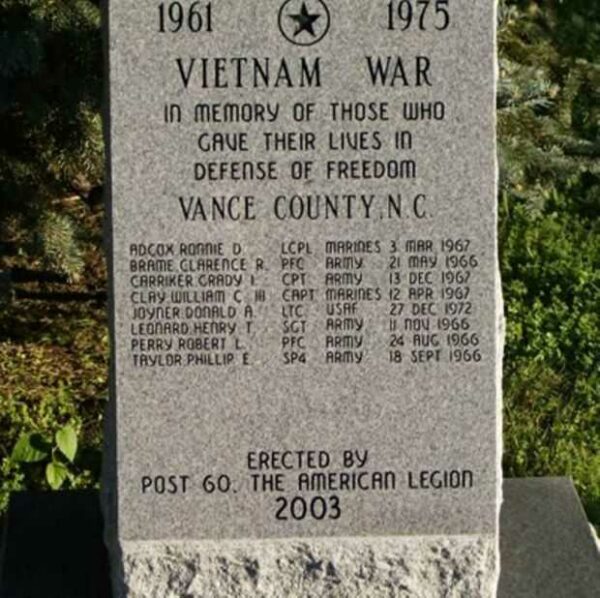 1961 1975
VIETNAM WAR
IN MEMORY OF THOSE WHO
GAVE THEIR LIVES IN
DEFENSE OF FREEDOM
VANCE COUNTY, N.C.
ADCOX RONNIE D. LCPL MARINES 3 MAR 1967
BRAME CLARENCE R. PFC ARMY 21 MAY 1966
CARRIKER GRADY L. CPT ARMY 13 DEC 1967
CLAY WILLIAM C. III CAPT MARINES 12 APR 1967
JOYNER DONALD A. LTC USAF 27 DEC 1972
LEONARD HENRY T. SGT ARMY 11 NOV 1966
PERRY ROBERT L. PFC ARMY 24 AUG 1966
TAYLOR PHILLIP E. SP4 ARMY 18 SEPT 1966
ERECTED BY
POST 60, THE AMERICAN LEGION
2003